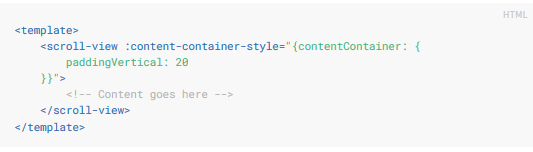 HTML
<template>
    <scroll-view :content-container-style="{contentContainer: {
        paddingVertical: 20
    }}">
        <!-- Content goes here -->
    </scroll-view>
</template>